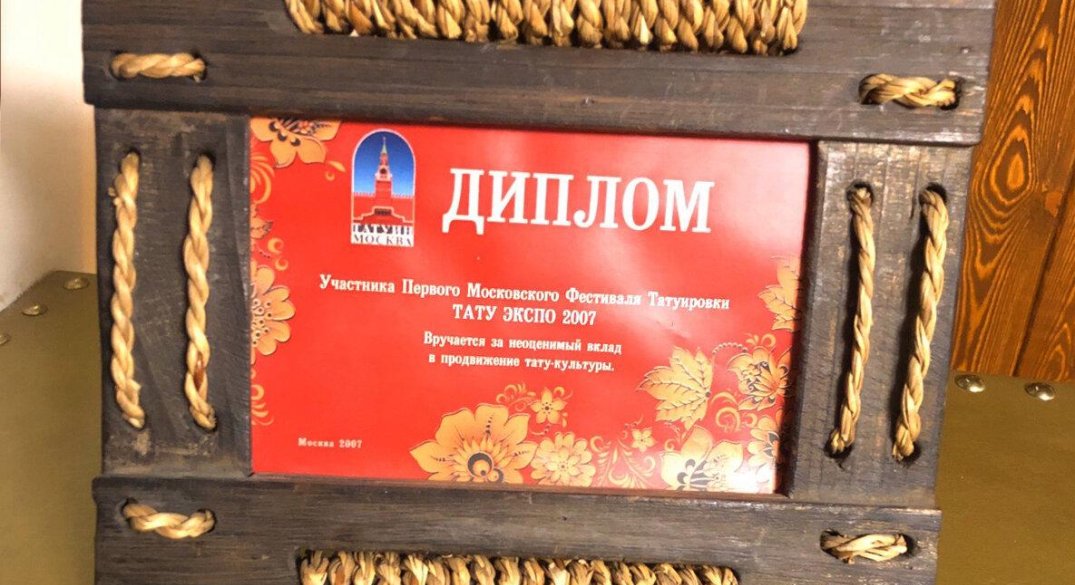 ТАТУИН
МОСКВА
ДИПЛОМ
Участника Первого Московского Фестиваля Татуировки
ТАТУ ЭКСПО 2007
Вручается за неоценимый вклад
в продвижение тату-культуры.
Москва 2007